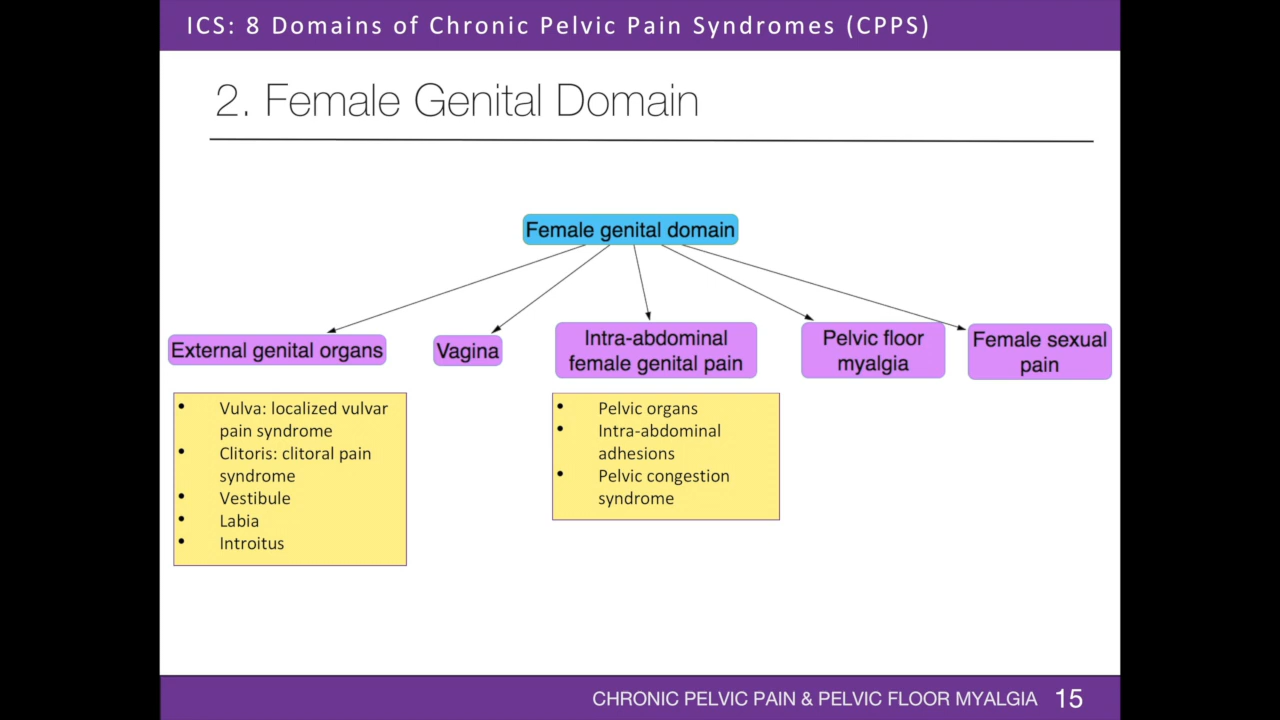 ICS: 8 Domains of Chronic Pelvic Pain Syndromes (CPPS)
2. Female Genital Domain
Female genital domain
External genital organs
Vagina
Intra-abdominal
female genital pain
Pelvic floor
myalgia
Female sexual
pain
• Vulva: localized vulvar
pain syndrome
• Clitoris: clitoral pain
syndrome
• Vestibule
• Labia
• Introitus
• Pelvic organs
• Intra-abdominal
adhesions
• Pelvic congestion
syndrome
CHRONIC PELVIC PAIN & PELVIC FLOOR MYALGIA 15